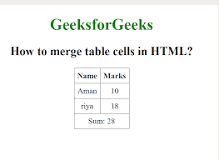 GeeksforGeeks
How to merge table cells in HTML?
Name Marks
Aman 10
riya 18
Sum: 28